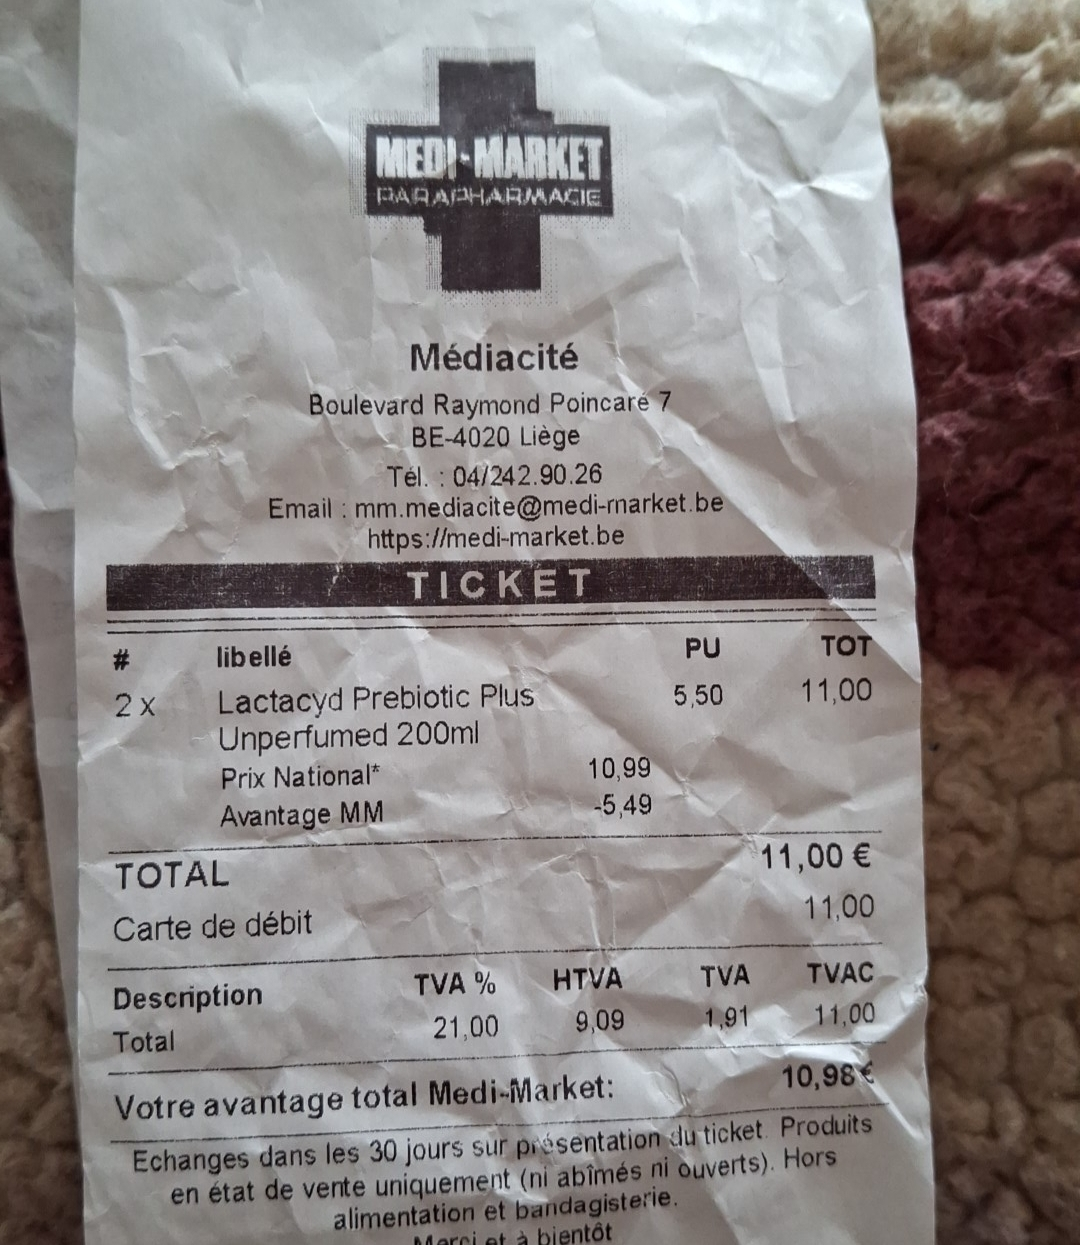 MEDI-MARKET
PARAPHARMACIE
Médiacité
Boulevard Raymond Poincaré 7
BE-4020 Liège
Tél. : 04/242.90.26
Email : mm.mediacite@medi-market.be
https://medi-market.be
TICKET
# libellé PU TOT
2 x Lactacyd Prebiotic Plus 5,50 11,00
Unperfumed 200ml
Prix National* 10,99
Avantage MM -5,49
TOTAL 11,00 €
Carte de débit 11,00
Description TVA % HTVA TVA TVAC
Total 21,00 9,09 1,91 11,00
Votre avantage total Medi-Market: 10,98€
Echanges dans les 30 jours sur présentation du ticket. Produits
en état de vente uniquement (ni abîmés ni ouverts). Hors
alimentation et bandagisterie.
Merci et à bientôt